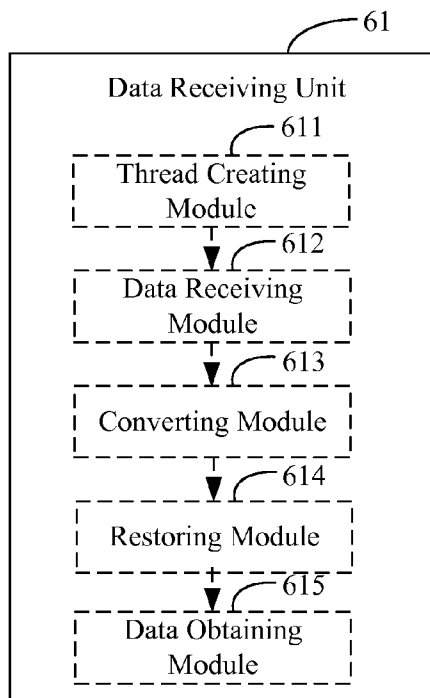 61
Data Receiving Unit
611
Thread Creating
Module
612
Data Receiving
Module
613
Converting Module
614
Restoring Module
615
Data Obtaining
Module